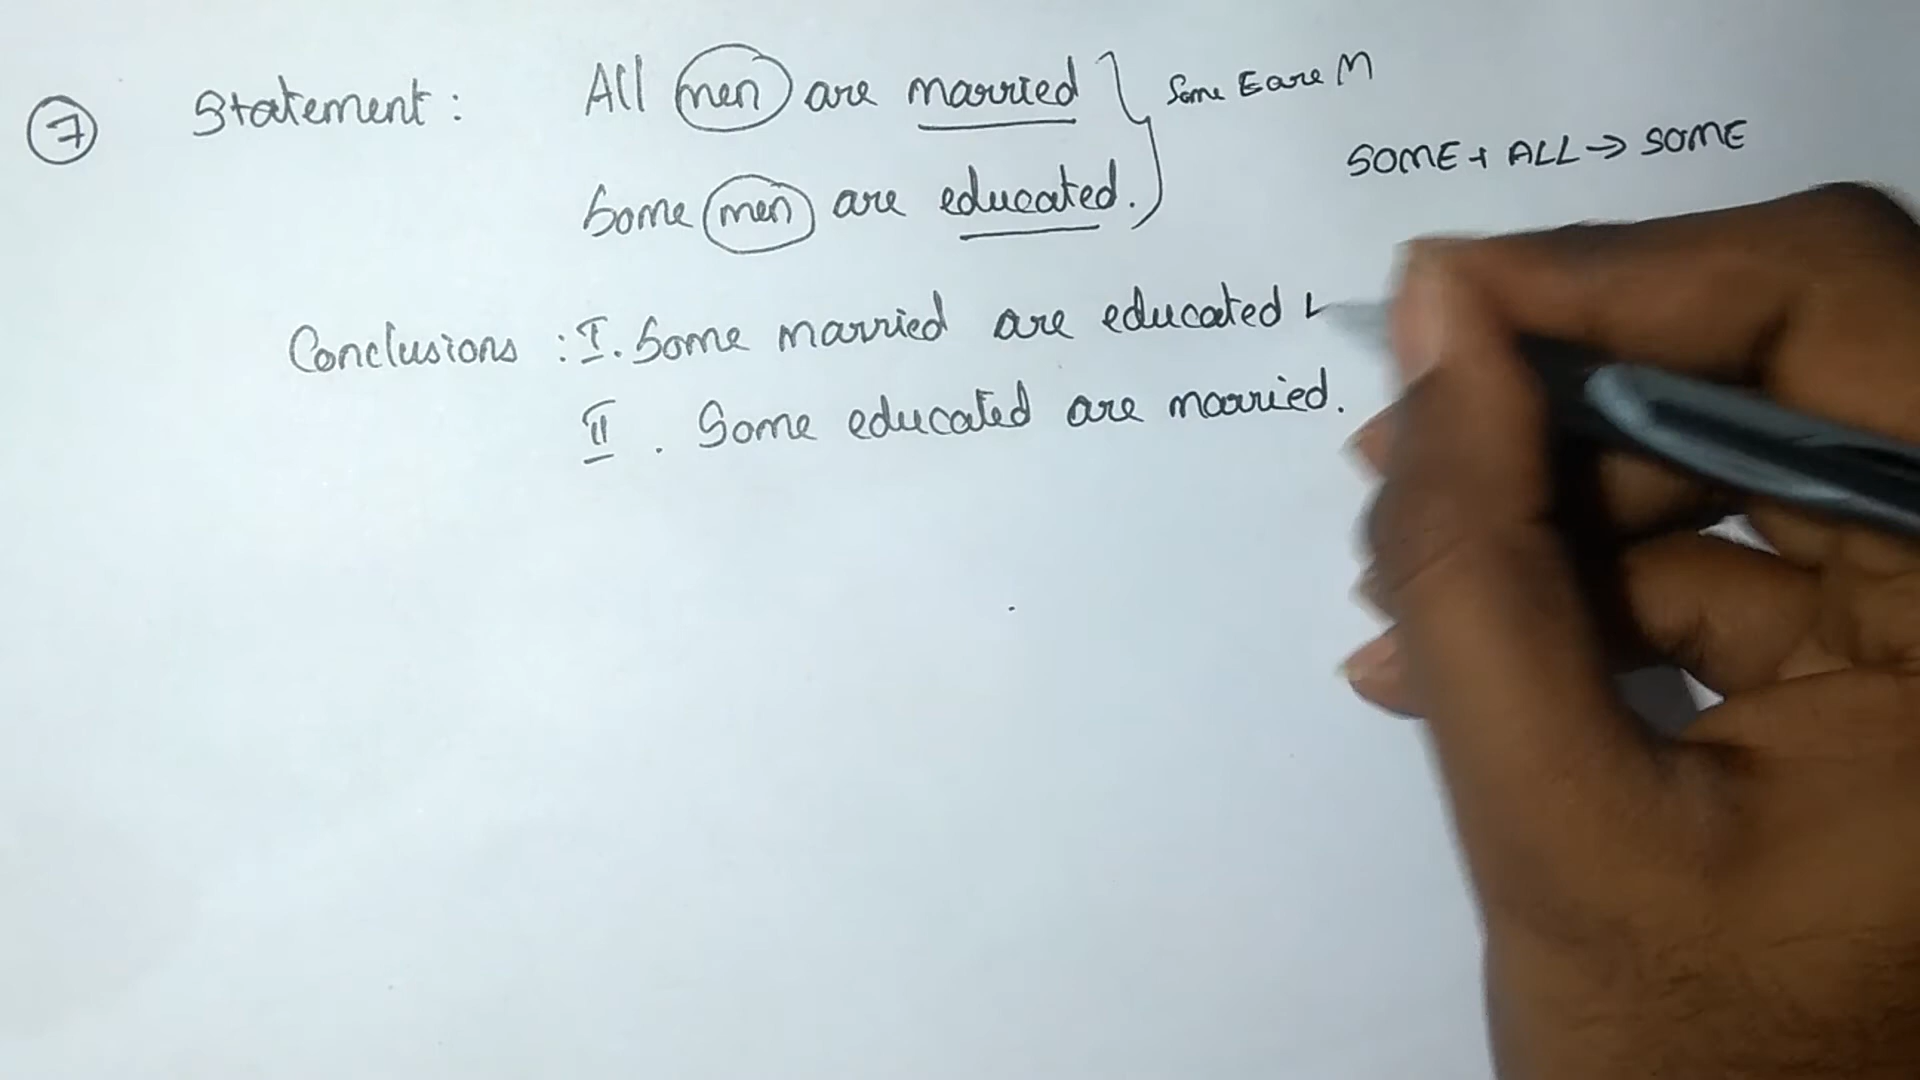 7 Statement : All men are married } Some E are M
SOME + ALL → SOME
Some men are educated.
Conclusions : I. Some married are educated
II. Some educated are married.